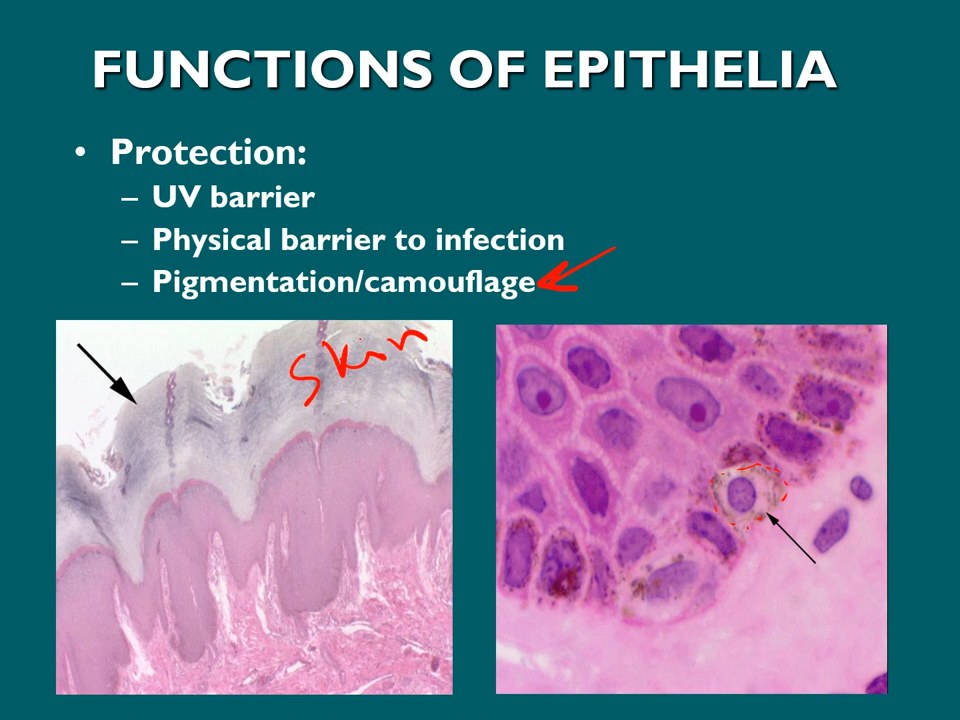 FUNCTIONS OF EPITHELIA
• Protection:
– UV barrier
– Physical barrier to infection
– Pigmentation/camouflage
Skin